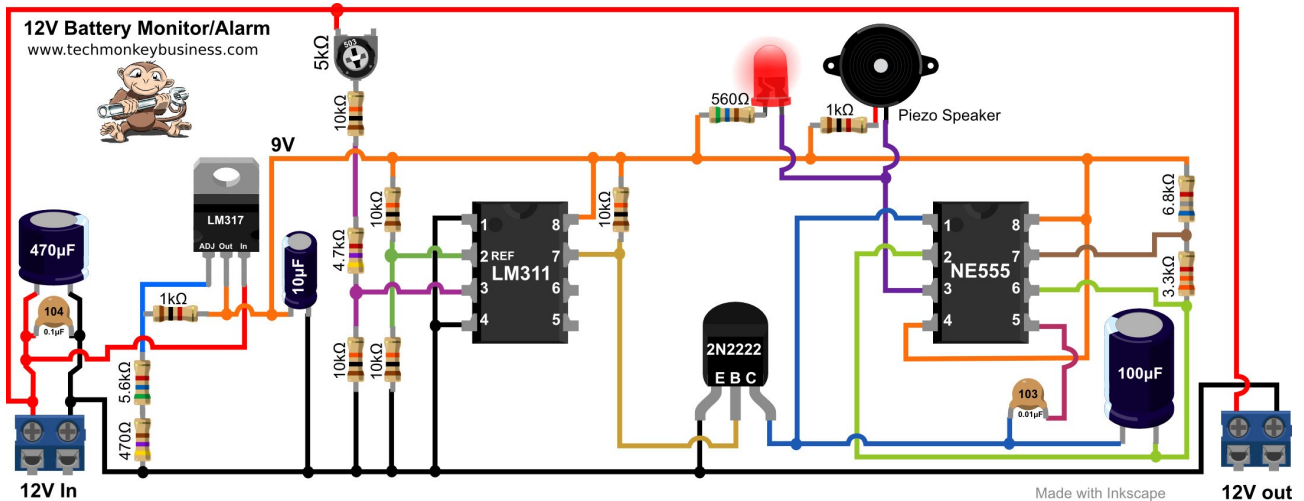 12V Battery Monitor/Alarm
www.techmonkeybusiness.com
5kΩ
503
10kΩ
560Ω
1kΩ
Piezo Speaker
9V
LM317
ADJ Out In
470µF
104
0.1µF
1kΩ
10µF
4.7kΩ
10kΩ
10kΩ
1
2 REF
3
4
LM311
8
7
6
5
10kΩ
10kΩ
10kΩ
5.6kΩ
470Ω
2N2222
E B C
1
2
3
4
NE555
8
7
6
5
6.8kΩ
3.3kΩ
103
0.01µF
100µF
12V In
Made with Inkscape
12V out